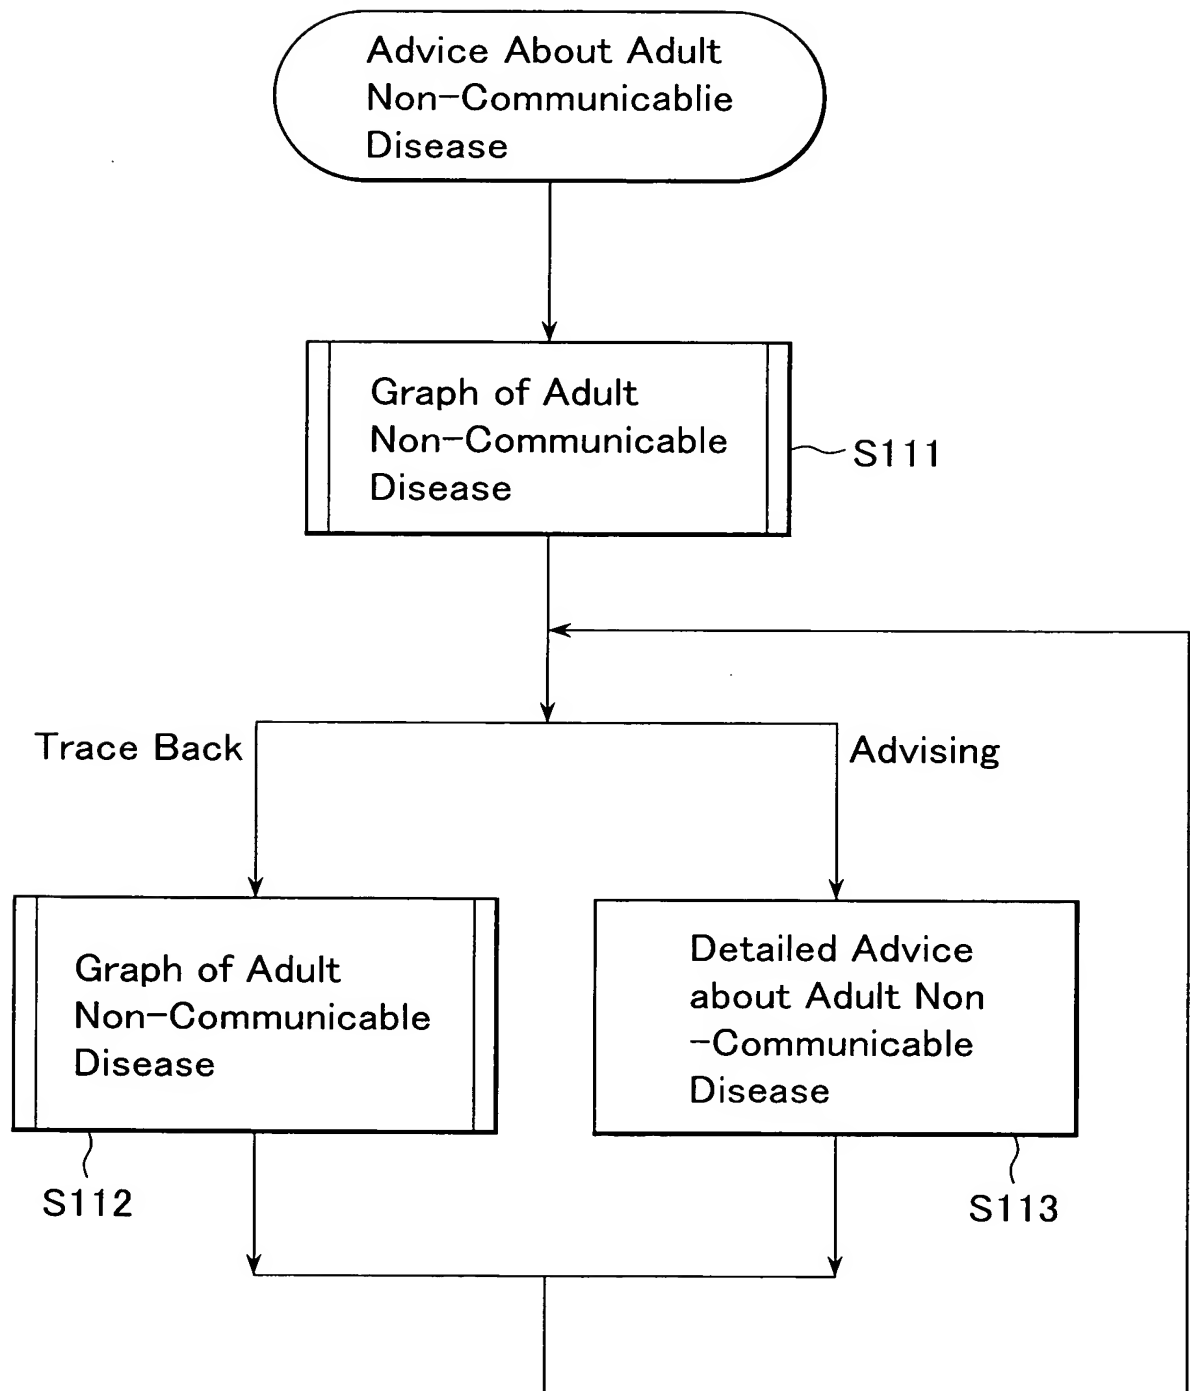 Advice About Adult
Non-Communicablie
Disease
Graph of Adult
Non-Communicable
Disease
S111
Trace Back
Advising
Graph of Adult
Non-Communicable
Disease
Detailed Advice
about Adult Non
-Communicable
Disease
S112
S113